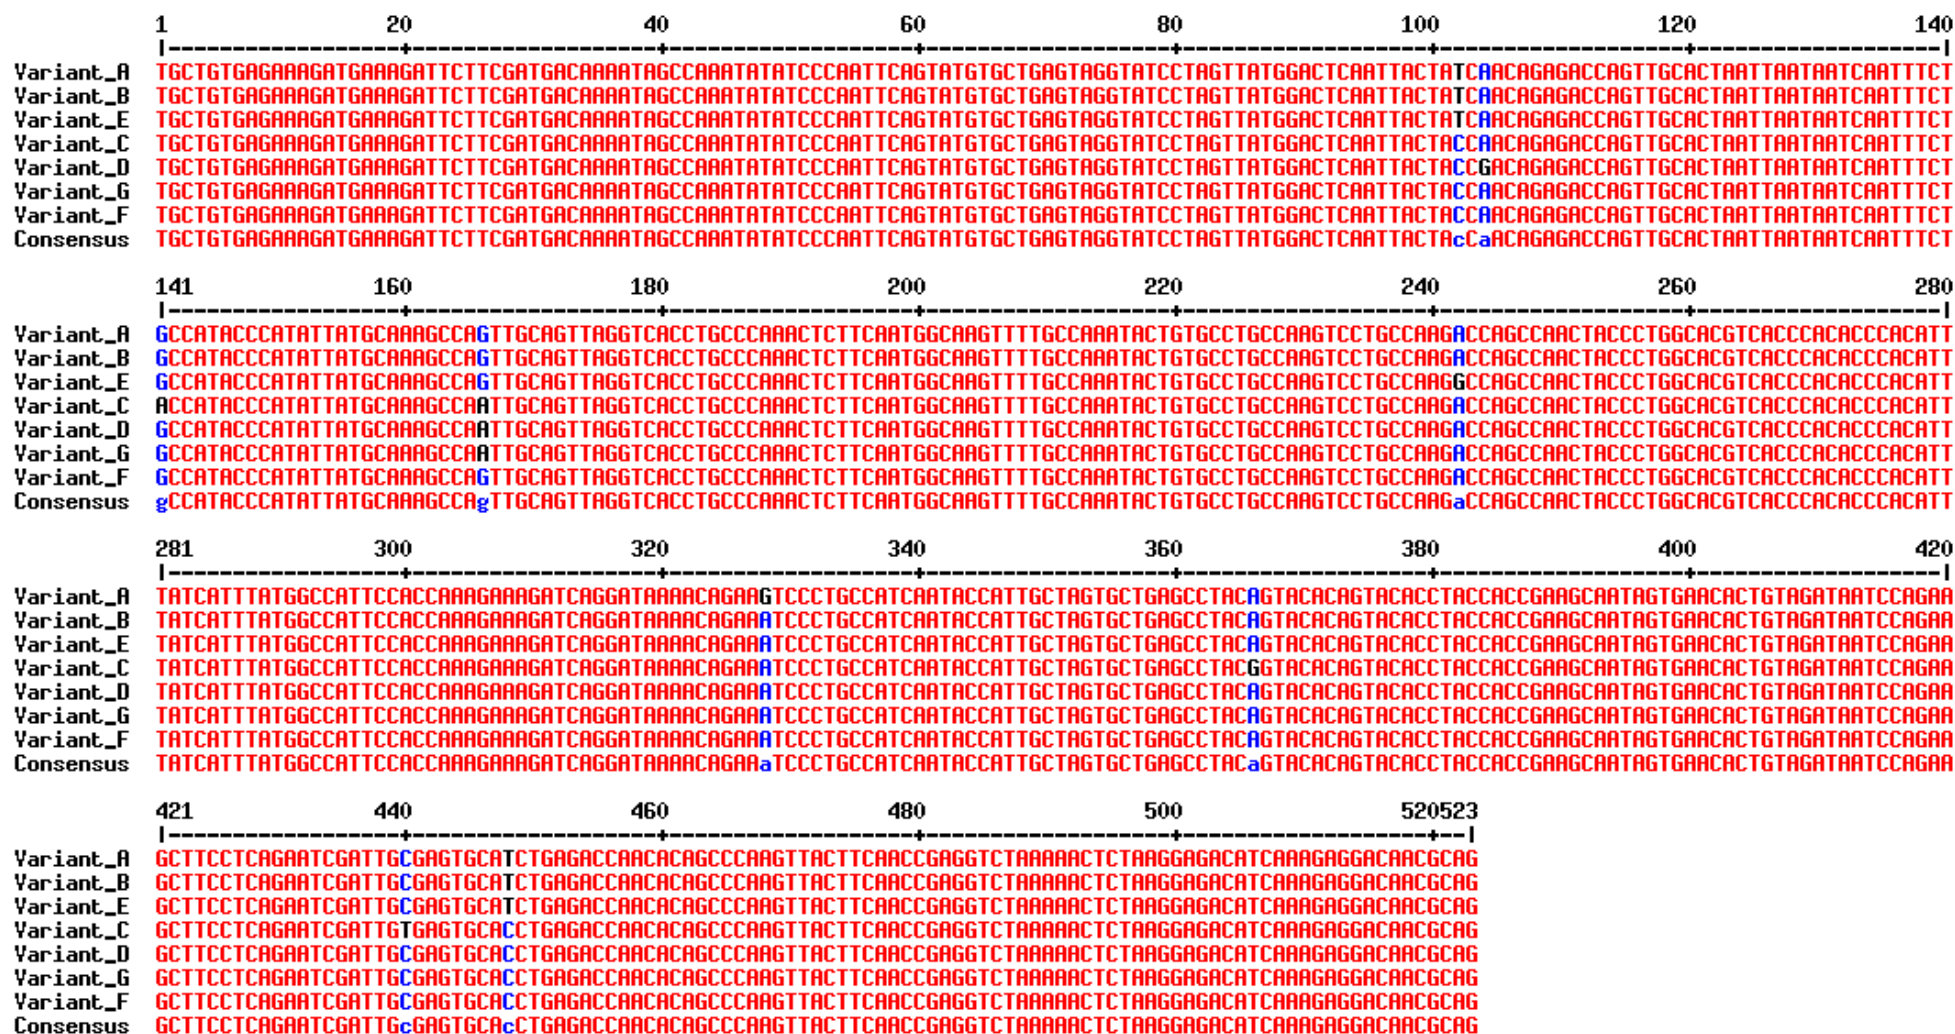 1 20 40 60 80 100 120 140
|------------------+-------------------+-------------------+-------------------+-------------------+-------------------+-------------------|
Variant_A TGCTGTGAGAAAGATGAAAGATTCTTCGATGACAAAATAGCCAAATATATCCCAATTCAGTATGTGCTGAGTAGGTATCCTAGTTATGGACTCAATTACTATCAACAGAGACCAGTTGCACTAATTAATAATCAATTTCT
Variant_B TGCTGTGAGAAAGATGAAAGATTCTTCGATGACAAAATAGCCAAATATATCCCAATTCAGTATGTGCTGAGTAGGTATCCTAGTTATGGACTCAATTACTATCAACAGAGACCAGTTGCACTAATTAATAATCAATTTCT
Variant_E TGCTGTGAGAAAGATGAAAGATTCTTCGATGACAAAATAGCCAAATATATCCCAATTCAGTATGTGCTGAGTAGGTATCCTAGTTATGGACTCAATTACTATCAACAGAGACCAGTTGCACTAATTAATAATCAATTTCT
Variant_C TGCTGTGAGAAAGATGAAAGATTCTTCGATGACAAAATAGCCAAATATATCCCAATTCAGTATGTGCTGAGTAGGTATCCTAGTTATGGACTCAATTACTACCAACAGAGACCAGTTGCACTAATTAATAATCAATTTCT
Variant_D TGCTGTGAGAAAGATGAAAGATTCTTCGATGACAAAATAGCCAAATATATCCCAATTCAGTATGTGCTGAGTAGGTATCCTAGTTATGGACTCAATTACTACCGACAGAGACCAGTTGCACTAATTAATAATCAATTTCT
Variant_G TGCTGTGAGAAAGATGAAAGATTCTTCGATGACAAAATAGCCAAATATATCCCAATTCAGTATGTGCTGAGTAGGTATCCTAGTTATGGACTCAATTACTACCAACAGAGACCAGTTGCACTAATTAATAATCAATTTCT
Variant_F TGCTGTGAGAAAGATGAAAGATTCTTCGATGACAAAATAGCCAAATATATCCCAATTCAGTATGTGCTGAGTAGGTATCCTAGTTATGGACTCAATTACTACCAACAGAGACCAGTTGCACTAATTAATAATCAATTTCT
Consensus TGCTGTGAGAAAGATGAAAGATTCTTCGATGACAAAATAGCCAAATATATCCCAATTCAGTATGTGCTGAGTAGGTATCCTAGTTATGGACTCAATTACTAcCaACAGAGACCAGTTGCACTAATTAATAATCAATTTCT
141 160 180 200 220 240 260 280
|------------------+-------------------+-------------------+-------------------+-------------------+-------------------+-------------------|
Variant_A GCCATACCCATATTATGCAAAGCCAGTTGCAGTTAGGTCACCTGCCCAAACTCTTCAATGGCAAGTTTTGCCAAATACTGTGCCTGCCAAGTCCTGCCAAGACCAGCCAACTACCCTGGCACGTCACCCACACCCACATT
Variant_B GCCATACCCATATTATGCAAAGCCAGTTGCAGTTAGGTCACCTGCCCAAACTCTTCAATGGCAAGTTTTGCCAAATACTGTGCCTGCCAAGTCCTGCCAAGACCAGCCAACTACCCTGGCACGTCACCCACACCCACATT
Variant_E GCCATACCCATATTATGCAAAGCCAGTTGCAGTTAGGTCACCTGCCCAAACTCTTCAATGGCAAGTTTTGCCAAATACTGTGCCTGCCAAGTCCTGCCAAGGCCAGCCAACTACCCTGGCACGTCACCCACACCCACATT
Variant_C ACCATACCCATATTATGCAAAGCCAATTGCAGTTAGGTCACCTGCCCAAACTCTTCAATGGCAAGTTTTGCCAAATACTGTGCCTGCCAAGTCCTGCCAAGACCAGCCAACTACCCTGGCACGTCACCCACACCCACATT
Variant_D GCCATACCCATATTATGCAAAGCCAATTGCAGTTAGGTCACCTGCCCAAACTCTTCAATGGCAAGTTTTGCCAAATACTGTGCCTGCCAAGTCCTGCCAAGACCAGCCAACTACCCTGGCACGTCACCCACACCCACATT
Variant_G GCCATACCCATATTATGCAAAGCCAATTGCAGTTAGGTCACCTGCCCAAACTCTTCAATGGCAAGTTTTGCCAAATACTGTGCCTGCCAAGTCCTGCCAAGACCAGCCAACTACCCTGGCACGTCACCCACACCCACATT
Variant_F GCCATACCCATATTATGCAAAGCCAGTTGCAGTTAGGTCACCTGCCCAAACTCTTCAATGGCAAGTTTTGCCAAATACTGTGCCTGCCAAGTCCTGCCAAGACCAGCCAACTACCCTGGCACGTCACCCACACCCACATT
Consensus gCCATACCCATATTATGCAAAGCCAgTTGCAGTTAGGTCACCTGCCCAAACTCTTCAATGGCAAGTTTTGCCAAATACTGTGCCTGCCAAGTCCTGCCAAGaCCAGCCAACTACCCTGGCACGTCACCCACACCCACATT
281 300 320 340 360 380 400 420
|------------------+-------------------+-------------------+-------------------+-------------------+-------------------+-------------------|
Variant_A TATCATTTATGGCCATTCCACCAAAGAAAGATCAGGATAAAACAGAAGTCCCTGCCATCAATACCATTGCTAGTGCTGAGCCTACAGTACACAGTACACCTACCACCGAAGCAATAGTGAACACTGTAGATAATCCAGAA
Variant_B TATCATTTATGGCCATTCCACCAAAGAAAGATCAGGATAAAACAGAAATCCCTGCCATCAATACCATTGCTAGTGCTGAGCCTACAGTACACAGTACACCTACCACCGAAGCAATAGTGAACACTGTAGATAATCCAGAA
Variant_E TATCATTTATGGCCATTCCACCAAAGAAAGATCAGGATAAAACAGAAATCCCTGCCATCAATACCATTGCTAGTGCTGAGCCTACAGTACACAGTACACCTACCACCGAAGCAATAGTGAACACTGTAGATAATCCAGAA
Variant_C TATCATTTATGGCCATTCCACCAAAGAAAGATCAGGATAAAACAGAAATCCCTGCCATCAATACCATTGCTAGTGCTGAGCCTACGGTACACAGTACACCTACCACCGAAGCAATAGTGAACACTGTAGATAATCCAGAA
Variant_D TATCATTTATGGCCATTCCACCAAAGAAAGATCAGGATAAAACAGAAATCCCTGCCATCAATACCATTGCTAGTGCTGAGCCTACAGTACACAGTACACCTACCACCGAAGCAATAGTGAACACTGTAGATAATCCAGAA
Variant_G TATCATTTATGGCCATTCCACCAAAGAAAGATCAGGATAAAACAGAAATCCCTGCCATCAATACCATTGCTAGTGCTGAGCCTACAGTACACAGTACACCTACCACCGAAGCAATAGTGAACACTGTAGATAATCCAGAA
Variant_F TATCATTTATGGCCATTCCACCAAAGAAAGATCAGGATAAAACAGAAATCCCTGCCATCAATACCATTGCTAGTGCTGAGCCTACAGTACACAGTACACCTACCACCGAAGCAATAGTGAACACTGTAGATAATCCAGAA
Consensus TATCATTTATGGCCATTCCACCAAAGAAAGATCAGGATAAAACAGAAaTCCCTGCCATCAATACCATTGCTAGTGCTGAGCCTACaGTACACAGTACACCTACCACCGAAGCAATAGTGAACACTGTAGATAATCCAGAA
421 440 460 480 500 520523
|------------------+-------------------+-------------------+-------------------+-------------------+--|
Variant_A GCTTCCTCAGAATCGATTGCGAGTGCATCTGAGACCAACACAGCCCAAGTTACTTCAACCGAGGTCTAAAAACTCTAAGGAGACATCAAAGAGGACAACGCAG
Variant_B GCTTCCTCAGAATCGATTGCGAGTGCATCTGAGACCAACACAGCCCAAGTTACTTCAACCGAGGTCTAAAAACTCTAAGGAGACATCAAAGAGGACAACGCAG
Variant_E GCTTCCTCAGAATCGATTGCGAGTGCATCTGAGACCAACACAGCCCAAGTTACTTCAACCGAGGTCTAAAAACTCTAAGGAGACATCAAAGAGGACAACGCAG
Variant_C GCTTCCTCAGAATCGATTGTGAGTGCACCTGAGACCAACACAGCCCAAGTTACTTCAACCGAGGTCTAAAAACTCTAAGGAGACATCAAAGAGGACAACGCAG
Variant_D GCTTCCTCAGAATCGATTGCGAGTGCACCTGAGACCAACACAGCCCAAGTTACTTCAACCGAGGTCTAAAAACTCTAAGGAGACATCAAAGAGGACAACGCAG
Variant_G GCTTCCTCAGAATCGATTGCGAGTGCACCTGAGACCAACACAGCCCAAGTTACTTCAACCGAGGTCTAAAAACTCTAAGGAGACATCAAAGAGGACAACGCAG
Variant_F GCTTCCTCAGAATCGATTGCGAGTGCACCTGAGACCAACACAGCCCAAGTTACTTCAACCGAGGTCTAAAAACTCTAAGGAGACATCAAAGAGGACAACGCAG
Consensus GCTTCCTCAGAATCGATTGcGAGTGCAcCTGAGACCAACACAGCCCAAGTTACTTCAACCGAGGTCTAAAAACTCTAAGGAGACATCAAAGAGGACAACGCAG